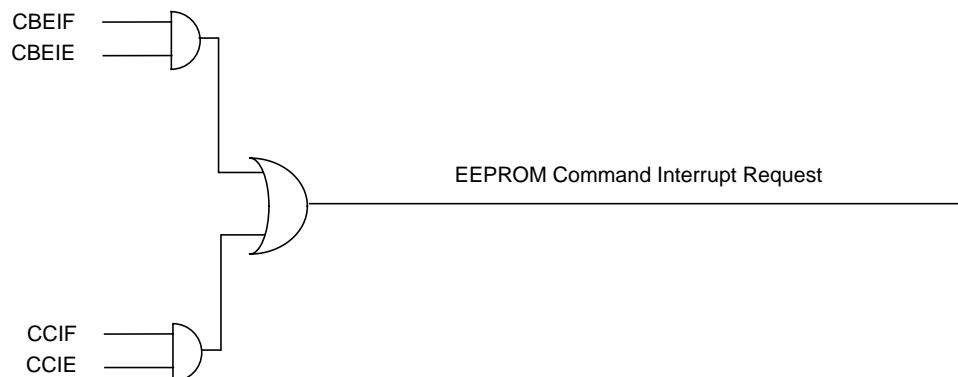 CBEIF
CBEIE
EEPROM Command Interrupt Request
CCIF
CCIE